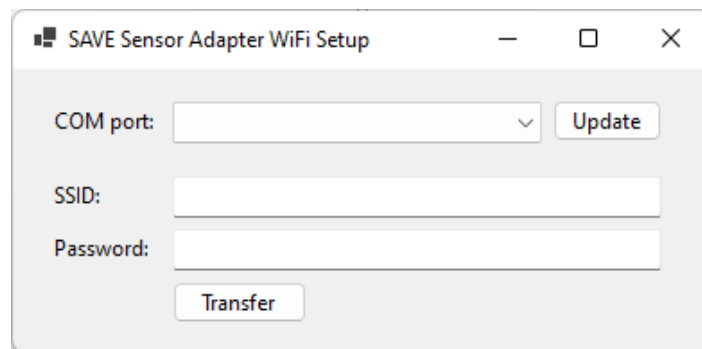 SAVE Sensor Adapter WiFi Setup
COM port: Update
SSID:
Password:
Transfer